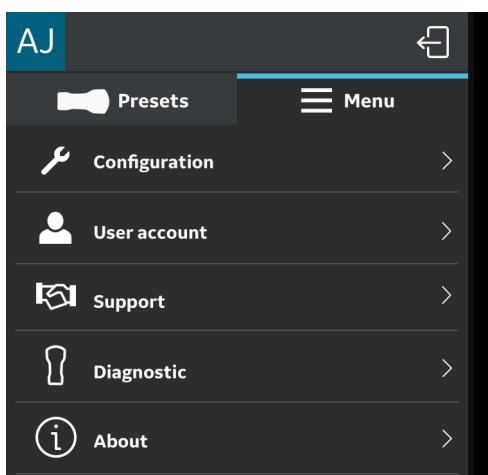 AJ
Presets
Menu
Configuration
User account
Support
Diagnostic
About